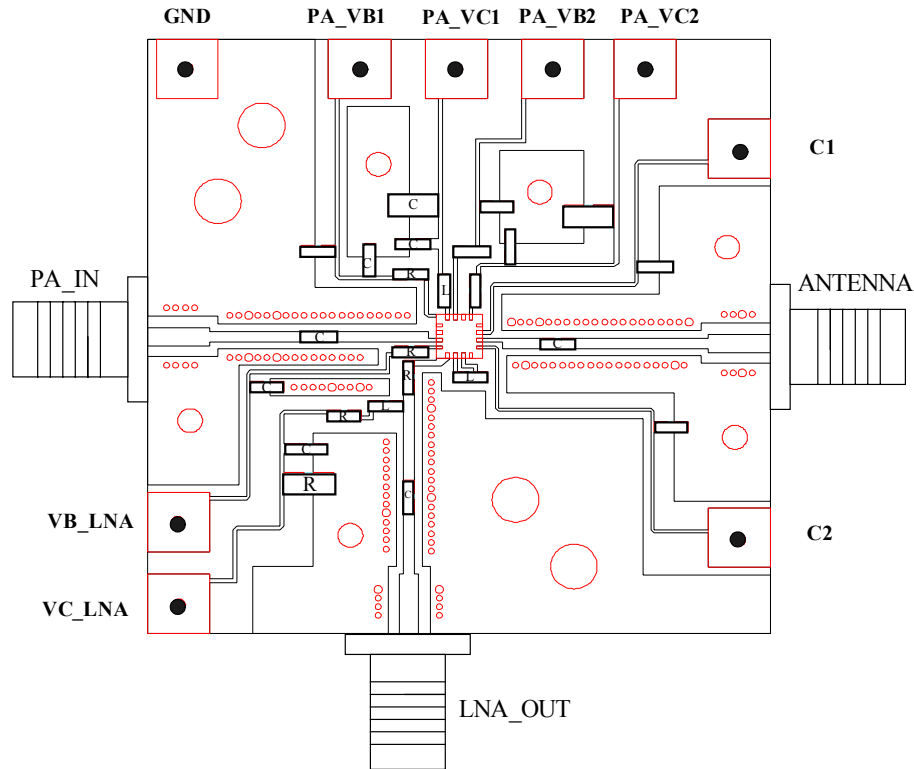 GND
PA_VB1
PA_VC1
PA_VB2
PA_VC2
C1
C
C
C
R
L
PA_IN
ANTENNA
C
C
R
R
L
C
L
R
C
R
C
VB_LNA
C2
VC_LNA
LNA_OUT